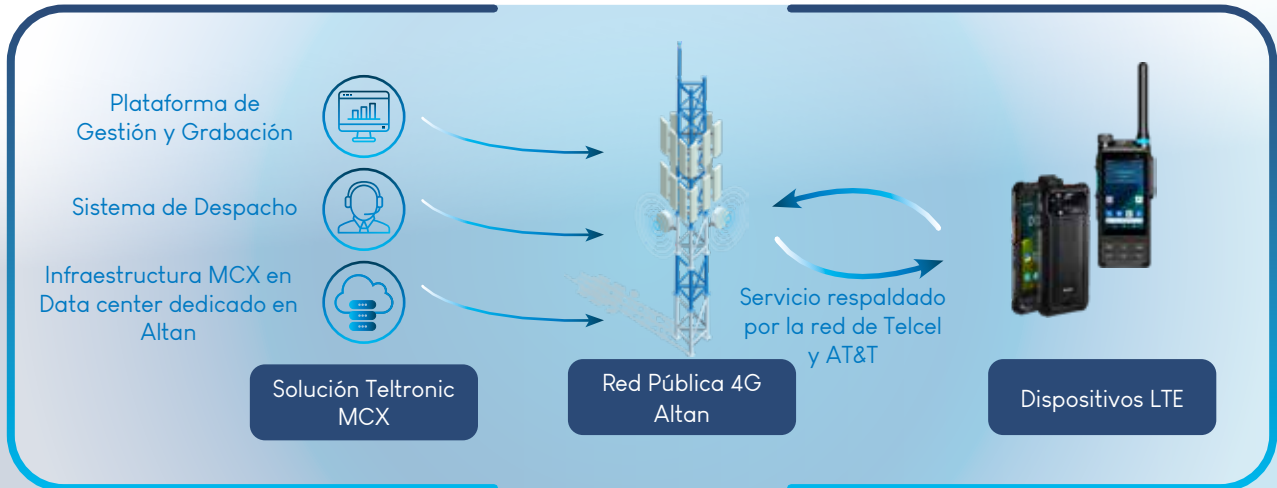 Plataforma de
Gestión y Grabación
Sistema de Despacho
Infraestructura MCX en
Data center dedicado en
Altan
Solución Teltronic
MCX
Red Pública 4G
Altan
Servicio respaldado
por la red de Telcel
y AT&T
Dispositivos LTE